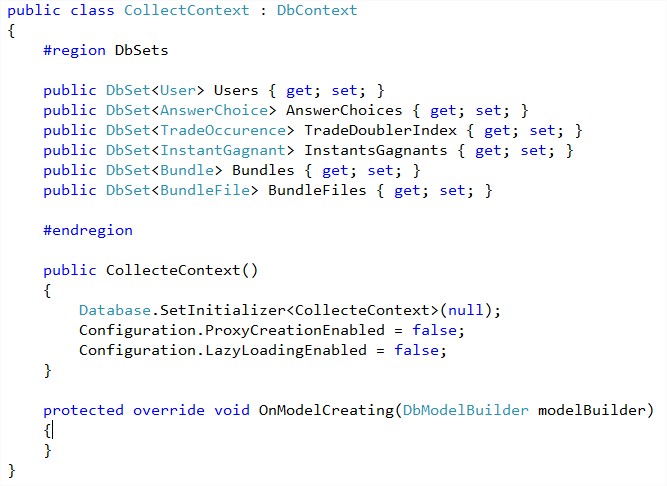 public class CollectContext : DbContext
{
    #region DbSets
    public DbSet<User> Users { get; set; }
    public DbSet<AnswerChoice> AnswerChoices { get; set; }
    public DbSet<TradeOccurence> TradeDoublerIndex { get; set; }
    public DbSet<InstantGagnant> InstantsGagnants { get; set; }
    public DbSet<Bundle> Bundles { get; set; }
    public DbSet<BundleFile> BundleFiles { get; set; }
    #endregion
    public CollecteContext()
    {
        Database.SetInitializer<CollecteContext>(null);
        Configuration.ProxyCreationEnabled = false;
        Configuration.LazyLoadingEnabled = false;
    }
    protected override void OnModelCreating(DbModelBuilder modelBuilder)
    {
    }
}